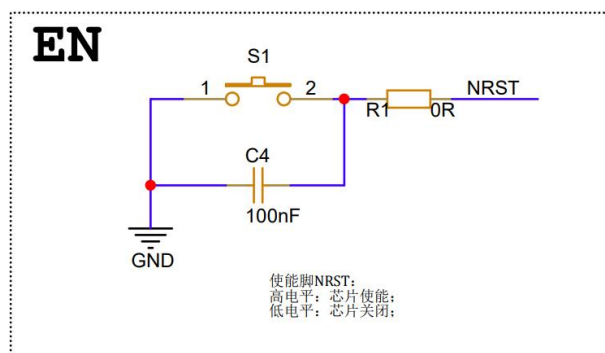 EN
S1
1
2
R1
0R
NRST
C4
100nF
GND
使能脚NRST：
高电平：芯片使能；
低电平：芯片关闭；